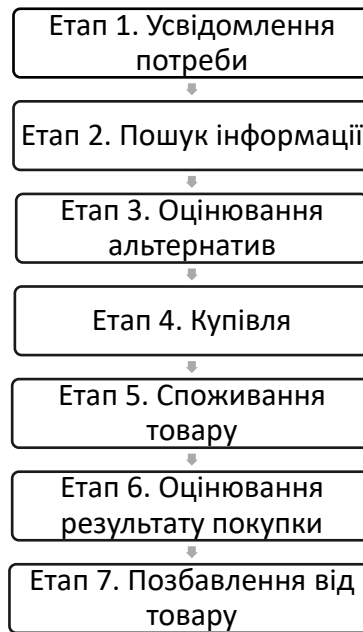 Етап 1. Усвідомлення
потреби
Етап 2. Пошук інформації
Етап 3. Оцінювання
альтернатив
Етап 4. Купівля
Етап 5. Споживання
товару
Етап 6. Оцінювання
результату покупки
Етап 7. Позбавлення від
товару